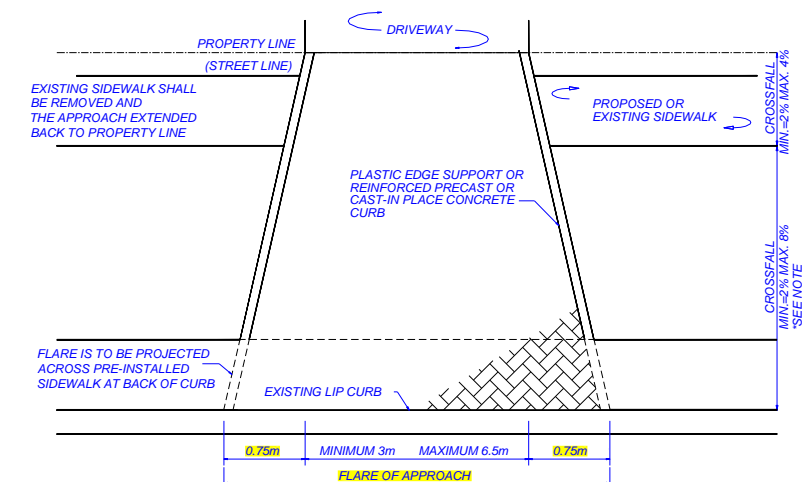 DRIVEWAY
PROPERTY LINE
(STREET LINE)
EXISTING SIDEWALK SHALL
BE REMOVED AND
THE APPROACH EXTENDED
BACK TO PROPERTY LINE
PROPOSED OR
EXISTING SIDEWALK
CROSSFALL
MIN.=2% MAX. 4%
PLASTIC EDGE SUPPORT OR
REINFORCED PRECAST OR
CAST-IN PLACE CONCRETE
CURB
CROSSFALL
MIN.=2% MAX. 8%
*SEE NOTE
FLARE IS TO BE PROJECTED
ACROSS PRE-INSTALLED
SIDEWALK AT BACK OF CURB
EXISTING LIP CURB
0.75m MINIMUM 3m MAXIMUM 6.5m 0.75m
FLARE OF APPROACH